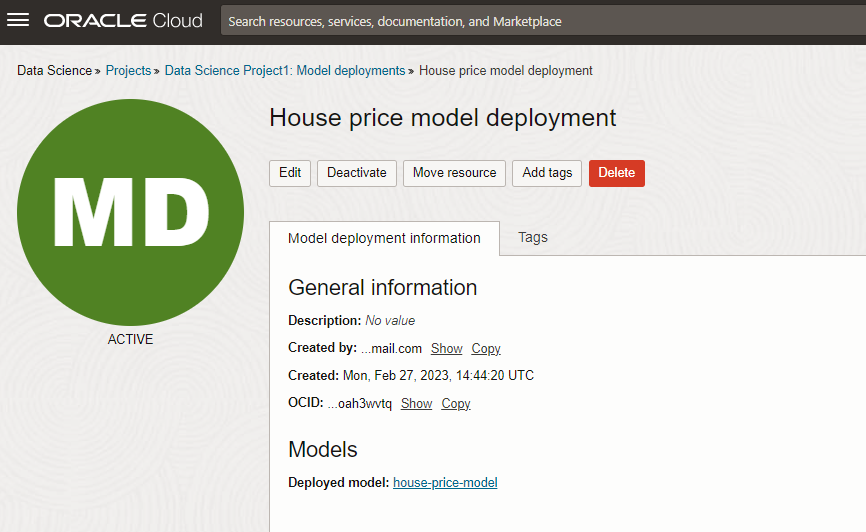 ORACLE Cloud
Search resources, services, documentation, and Marketplace
Data Science » Projects » Data Science Project1: Model deployments » House price model deployment
MD
ACTIVE
House price model deployment
Edit Deactivate Move resource Add tags Delete
Model deployment information Tags
General information
Description: No value
Created by: ...mail.com Show Copy
Created: Mon, Feb 27, 2023, 14:44:20 UTC
OCID: ...oah3wvtq Show Copy
Models
Deployed model: house-price-model